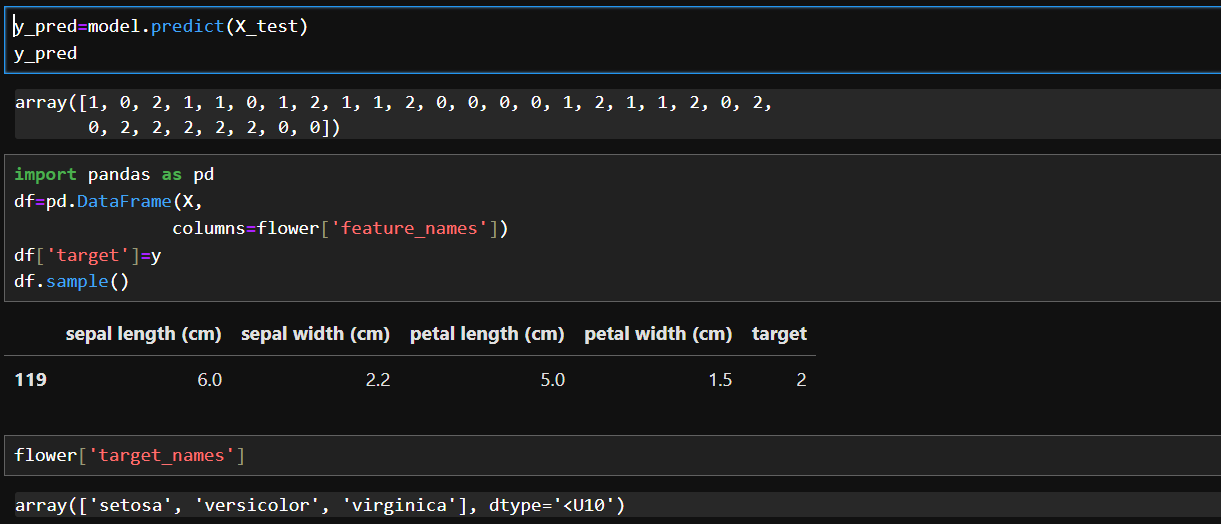 y_pred=model.predict(X_test)
y_pred
array([1, 0, 2, 1, 1, 0, 1, 2, 1, 1, 2, 0, 0, 0, 0, 1, 2, 1, 1, 2, 0, 2,
       0, 2, 2, 2, 2, 2, 0, 0])
import pandas as pd
df=pd.DataFrame(X,
               columns=flower['feature_names'])
df['target']=y
df.sample()
sepal length (cm) sepal width (cm) petal length (cm) petal width (cm) target
119 6.0 2.2 5.0 1.5 2
flower['target_names']
array(['setosa', 'versicolor', 'virginica'], dtype='<U10')